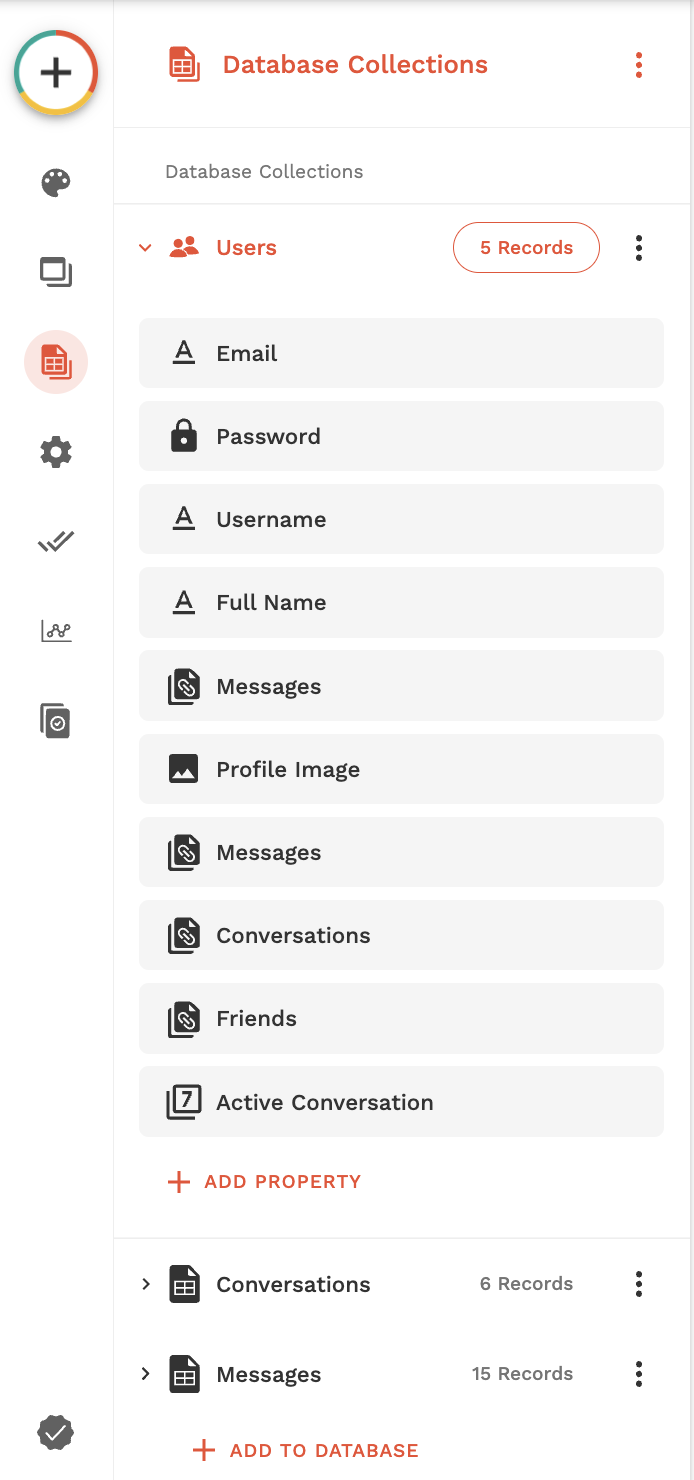 Database Collections
Database Collections
Users 5 Records
Email
Password
Username
Full Name
Messages
Profile Image
Messages
Conversations
Friends
7 Active Conversation
ADD PROPERTY
Conversations 6 Records
Messages 15 Records
ADD TO DATABASE